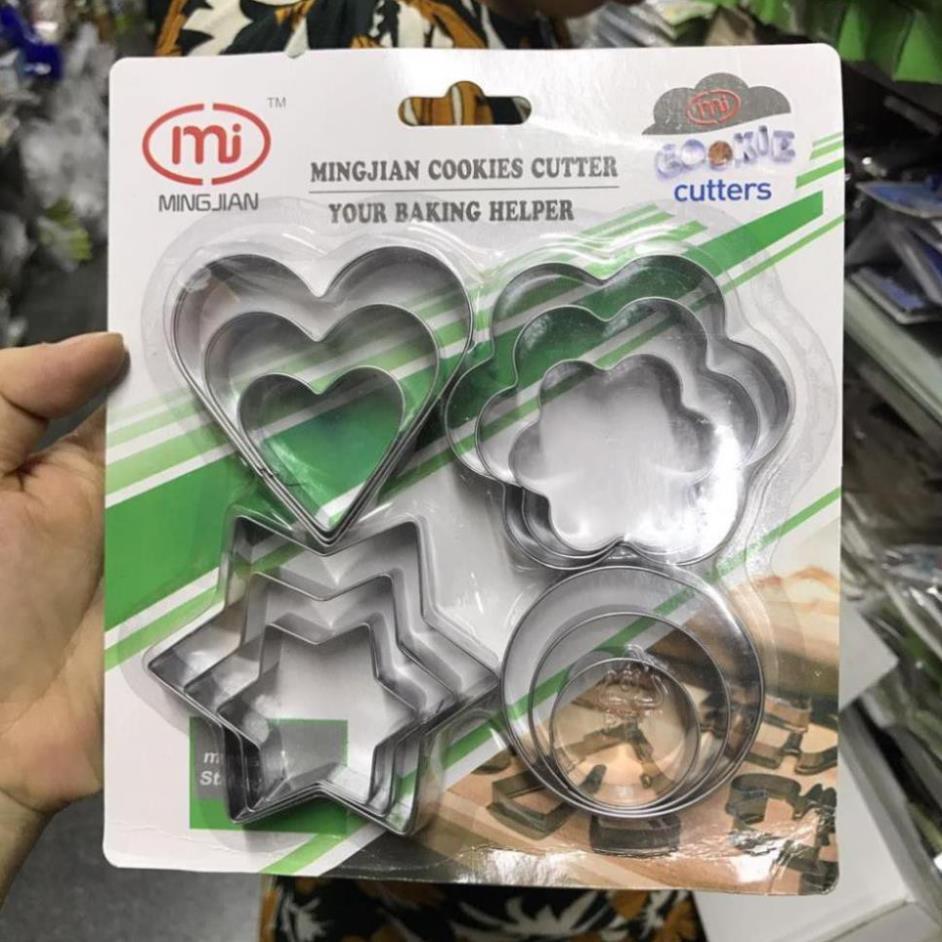 mi
TM
MINGJIAN
MINGJIAN COOKIES CUTTER
YOUR BAKING HELPER
mi
COOKIE
cutters